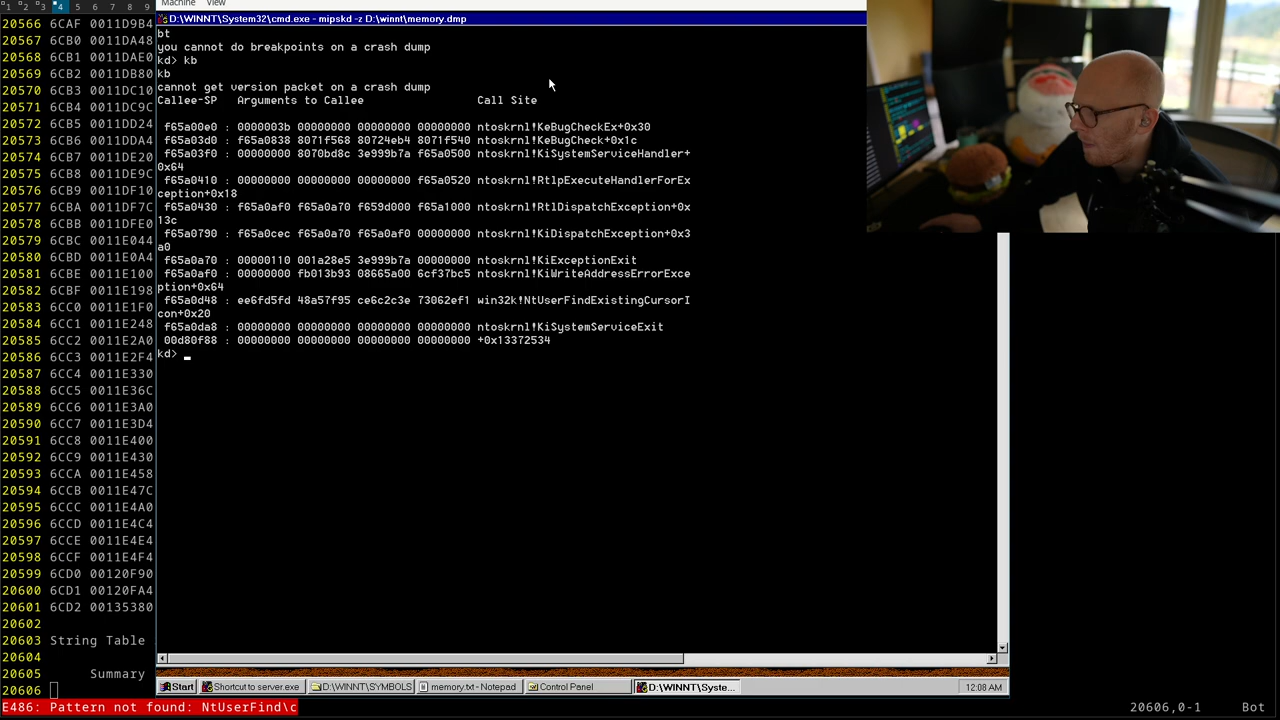 1 2 3 4 5 6 7 8 9
Machine View
D:\WINNT\System32\cmd.exe - mipskd -z D:\winnt\memory.dmp
bt
you cannot do breakpoints on a crash dump
kd> kb
kb
cannot get version packet on a crash dump
Callee-SP Arguments to Callee Call Site
f65a00e0 : 0000003b 00000000 00000000 00000000 ntoskrnl!KeBugCheckEx+0x30
f65a03d0 : f65a0838 8071f568 80724eb4 8071f540 ntoskrnl!KeBugCheck+0x1c
f65a03f0 : 00000000 8070bd8c 3e999b7a f65a0500 ntoskrnl!KiSystemServiceHandler+
0x64
f65a0410 : 00000000 00000000 00000000 f65a0520 ntoskrnl!RtlpExecuteHandlerForEx
ception+0x18
f65a0430 : f65a0af0 f65a0a70 f659d000 f65a1000 ntoskrnl!RtlDispatchException+0x
13c
f65a0790 : f65a0cec f65a0a70 f65a0af0 00000000 ntoskrnl!KiDispatchException+0x3
a0
f65a0a70 : 00000110 001a28e5 3e999b7a 00000000 ntoskrnl!KiExceptionExit
f65a0af0 : 00000000 fb013b93 08665a00 6cf37bc5 ntoskrnl!KiWriteAddressErrorExce
ption+0x64
f65a0d48 : ee6fd5fd 48a57f95 ce6c2c3e 73062ef1 win32k!NtUserFindExistingCursorI
con+0x20
f65a0da8 : 00000000 00000000 00000000 00000000 ntoskrnl!KiSystemServiceExit
00d80f88 : 00000000 00000000 00000000 00000000 +0x13372534
kd> _
20566 6CAF 0011D9B4
20567 6CB0 0011DA48
20568 6CB1 0011DAE0
20569 6CB2 0011DB80
20570 6CB3 0011DC10
20571 6CB4 0011DC9C
20572 6CB5 0011DD24
20573 6CB6 0011DDA4
20574 6CB7 0011DE20
20575 6CB8 0011DE9C
20576 6CB9 0011DF10
20577 6CBA 0011DF7C
20578 6CBB 0011DFE0
20579 6CBC 0011E044
20580 6CBD 0011E0A4
20581 6CBE 0011E100
20582 6CBF 0011E198
20583 6CC0 0011E1F0
20584 6CC1 0011E248
20585 6CC2 0011E2A0
20586 6CC3 0011E2F4
20587 6CC4 0011E330
20588 6CC5 0011E36C
20589 6CC6 0011E3A0
20590 6CC7 0011E3D4
20591 6CC8 0011E400
20592 6CC9 0011E430
20593 6CCA 0011E458
20594 6CCB 0011E47C
20595 6CCC 0011E4A0
20596 6CCD 0011E4C4
20597 6CCE 0011E4E4
20598 6CCF 0011E4F4
20599 6CD0 00120F90
20600 6CD1 00120FA4
20601 6CD2 00135380
20602
20603 String Table
20604
20605 Summary
20606
Start Shortcut to server.exe D:\WINNT\SYMBOLS memory.txt - Notepad Control Panel D:\WINNT\Syste... 12:08 AM
E486: Pattern not found: NtUserFind\c 20606,0-1 Bot